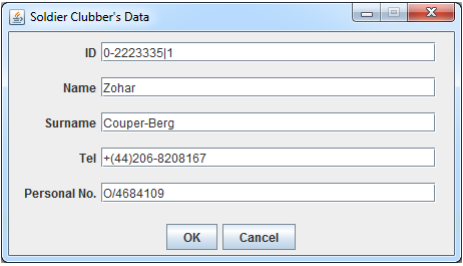 Soldier Clubber's Data
ID 0-2223335|1
Name Zohar
Surname Couper-Berg
Tel +(44)206-8208167
Personal No. O/4684109
OK Cancel